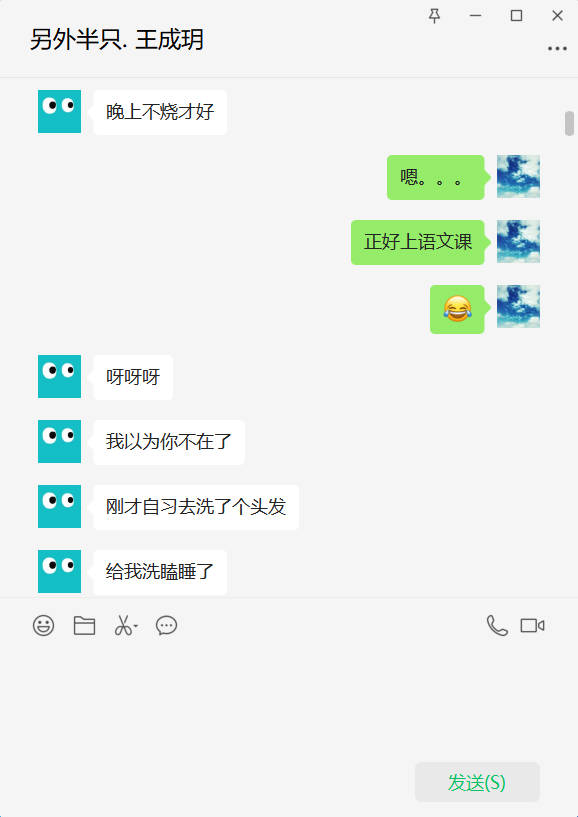 另外半只. 王成玥
晚上不烧才好
嗯。。。
正好上语文课
😂
呀呀呀
我以为你不在了
刚才自习去洗了个头发
给我洗瞌睡了
发送(S)